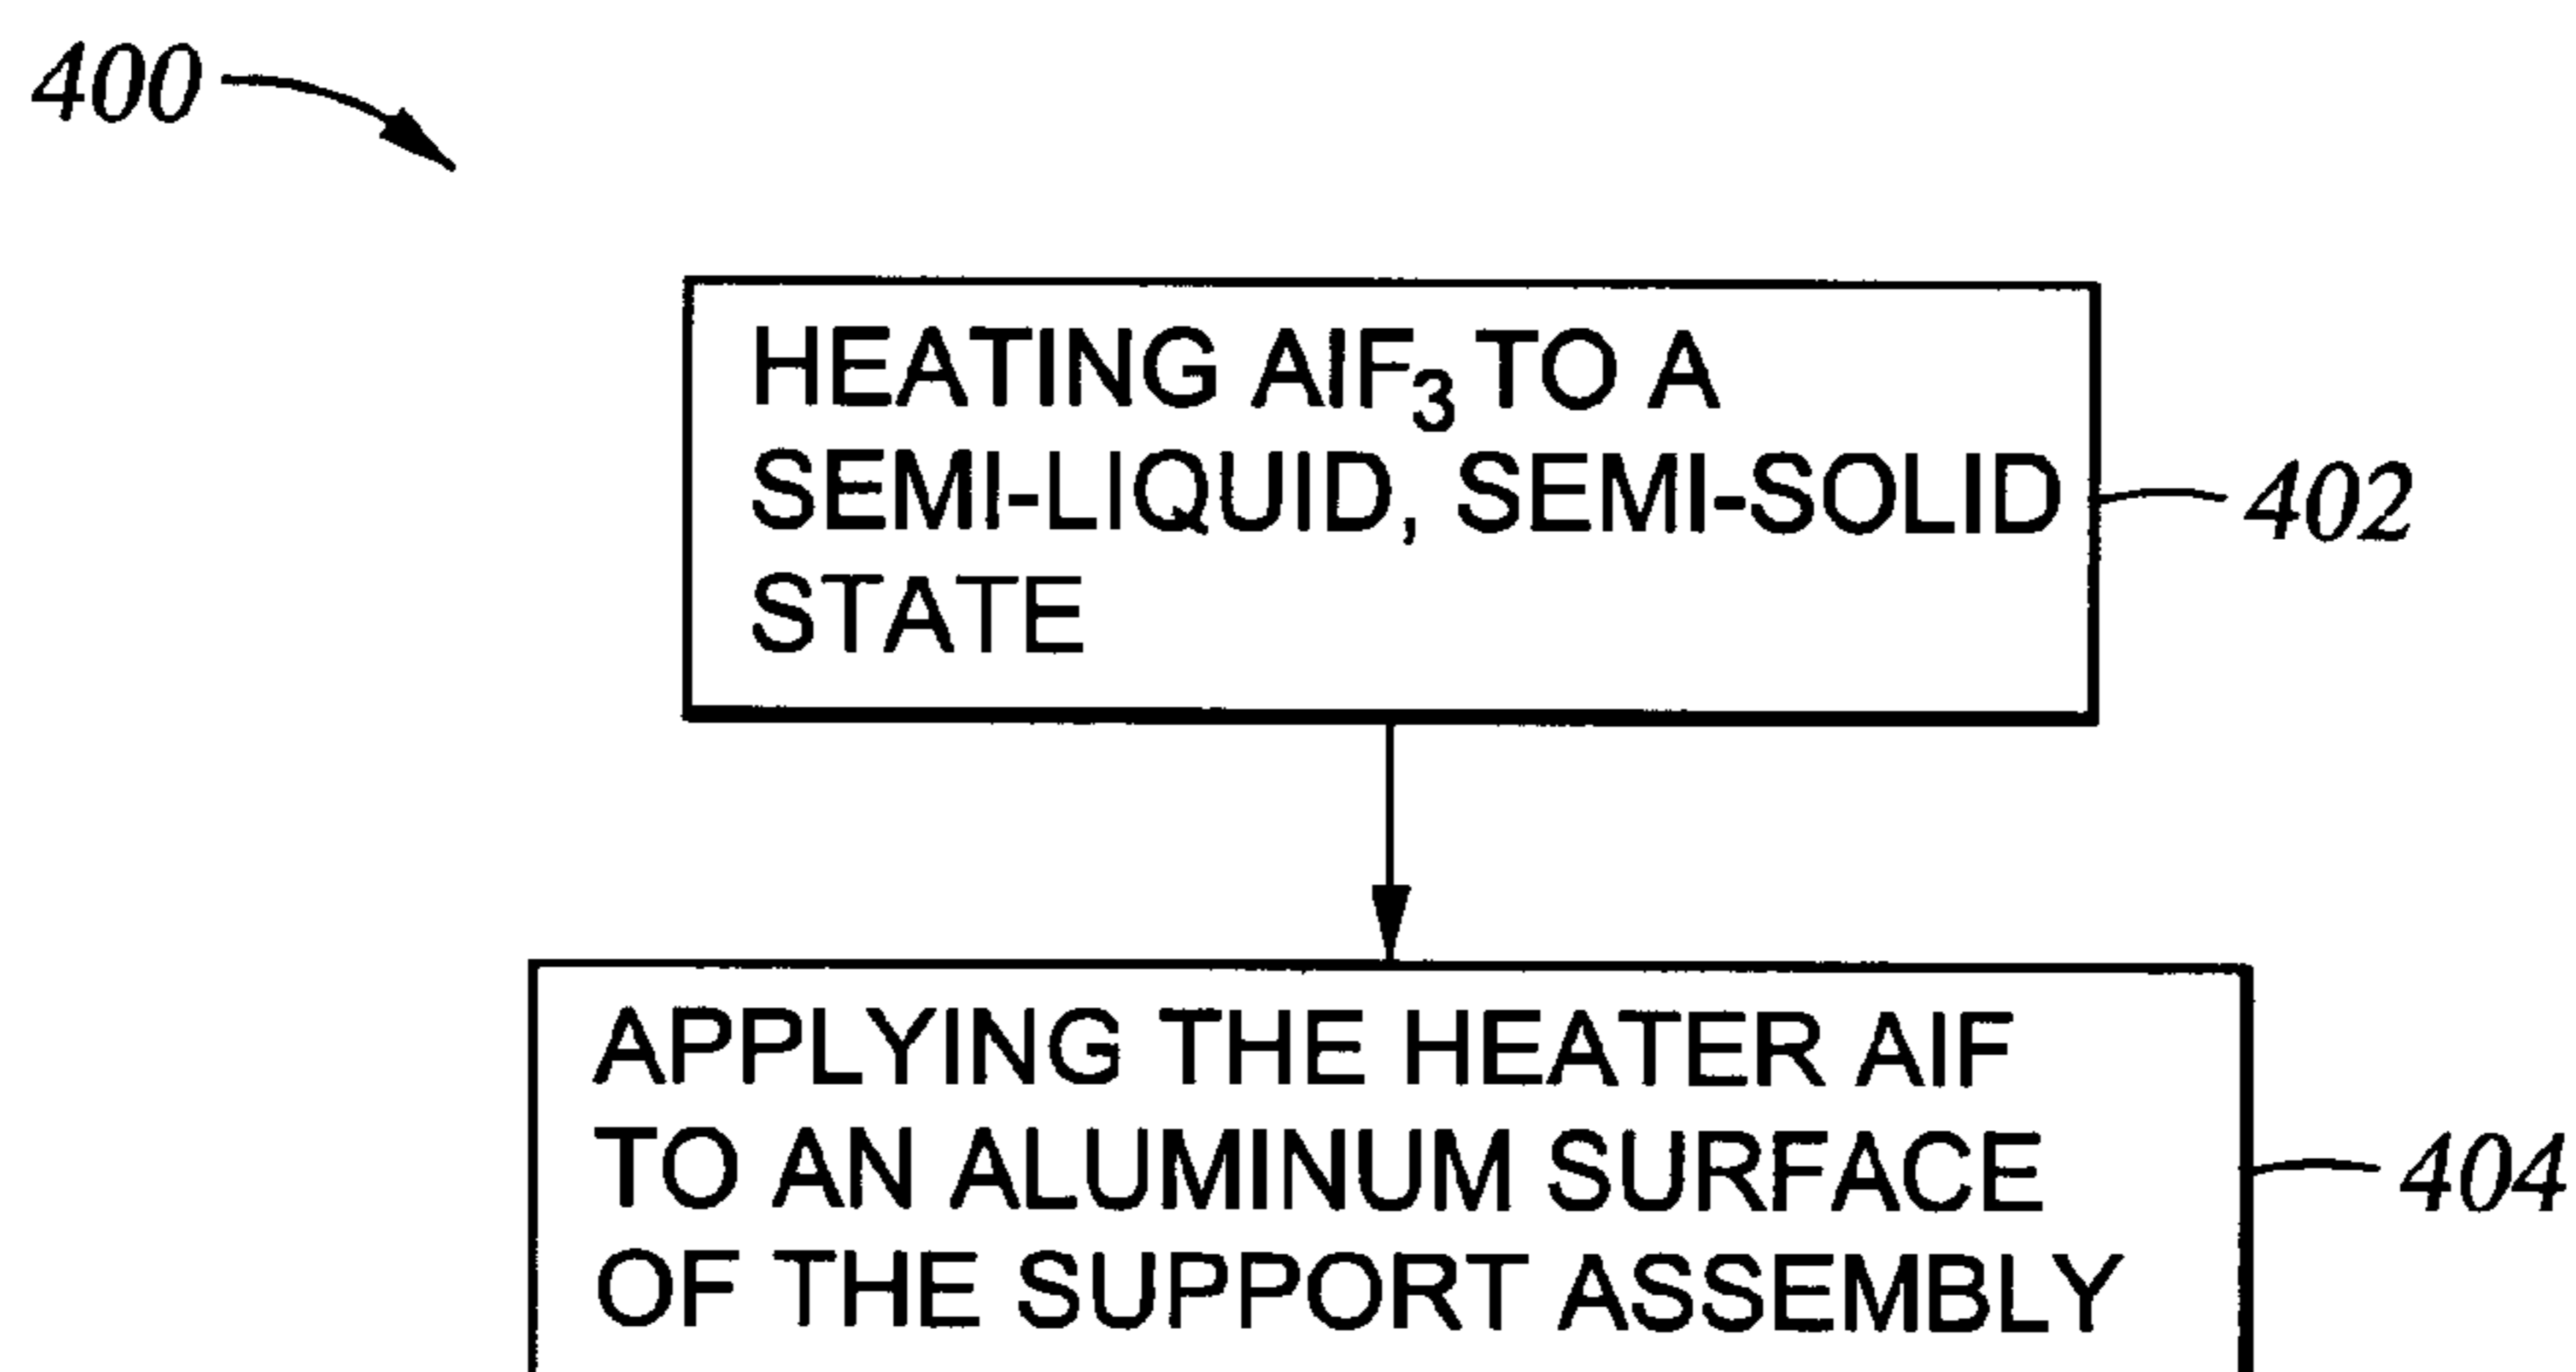 400
HEATING AlF₃ TO A
SEMI-LIQUID, SEMI-SOLID
STATE
402
APPLYING THE HEATER AlF
TO AN ALUMINUM SURFACE
OF THE SUPPORT ASSEMBLY
404